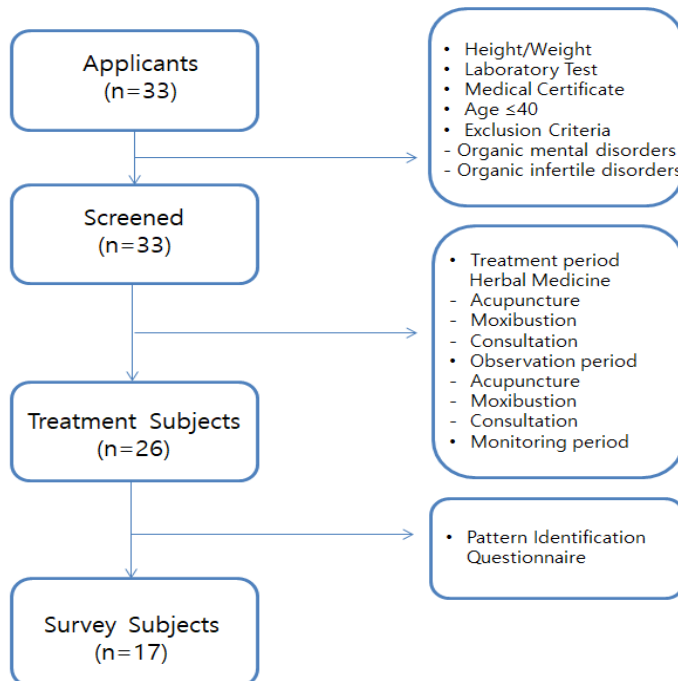 Applicants
(n=33)
• Height/Weight
• Laboratory Test
• Medical Certificate
• Age ≤40
• Exclusion Criteria
- Organic mental disorders
- Organic infertile disorders
Screened
(n=33)
• Treatment period
Herbal Medicine
- Acupuncture
- Moxibustion
- Consultation
• Observation period
- Acupuncture
- Moxibustion
- Consultation
• Monitoring period
Treatment Subjects
(n=26)
• Pattern Identification
Questionnaire
Survey Subjects
(n=17)